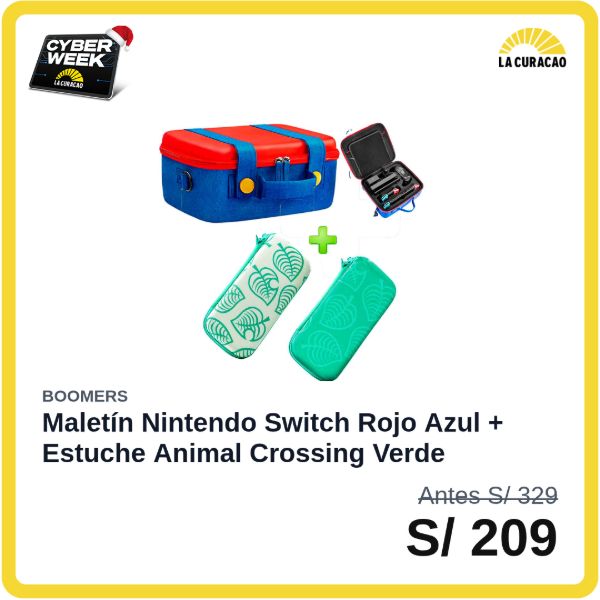 CYBER
WEEK
LA CURACAO
LA CURACAO
BOOMERS
Maletín Nintendo Switch Rojo Azul +
Estuche Animal Crossing Verde
Antes S/ 329
S/ 209